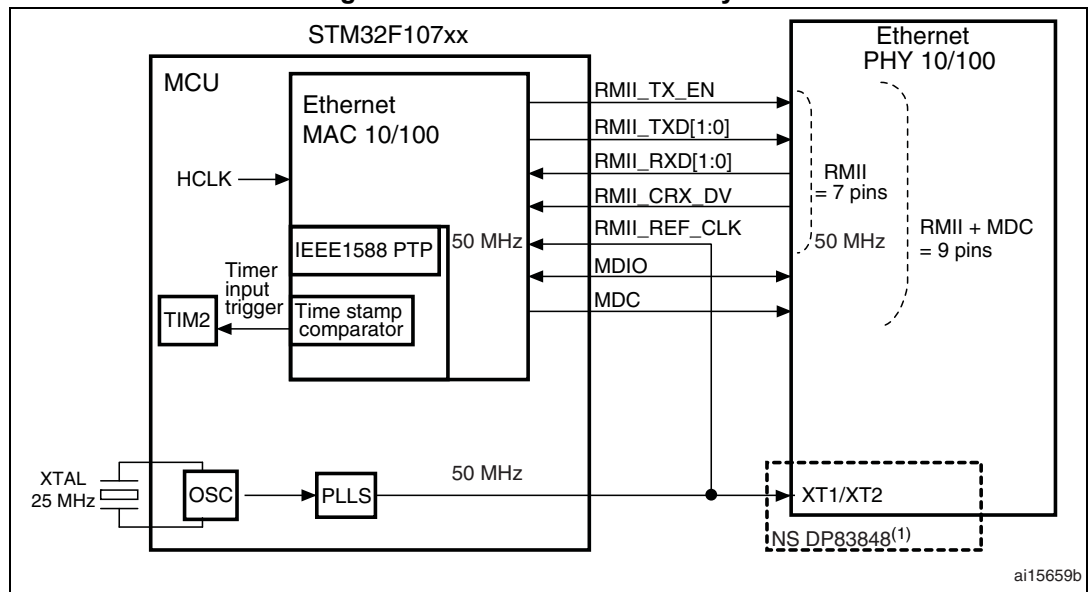 STM32F107xx
MCU
Ethernet
MAC 10/100
HCLK
IEEE1588 PTP
50 MHz
Timer
input
trigger
TIM2
Time stamp
comparator
XTAL
25 MHz
OSC
PLLS
50 MHz
RMII_TX_EN
RMII_TXD[1:0]
RMII_RXD[1:0]
RMII_CRX_DV
RMII_REF_CLK
MDIO
MDC
Ethernet
PHY 10/100
RMII
= 7 pins
50 MHz
RMII + MDC
= 9 pins
XT1/XT2
NS DP83848(1)
ai15659b